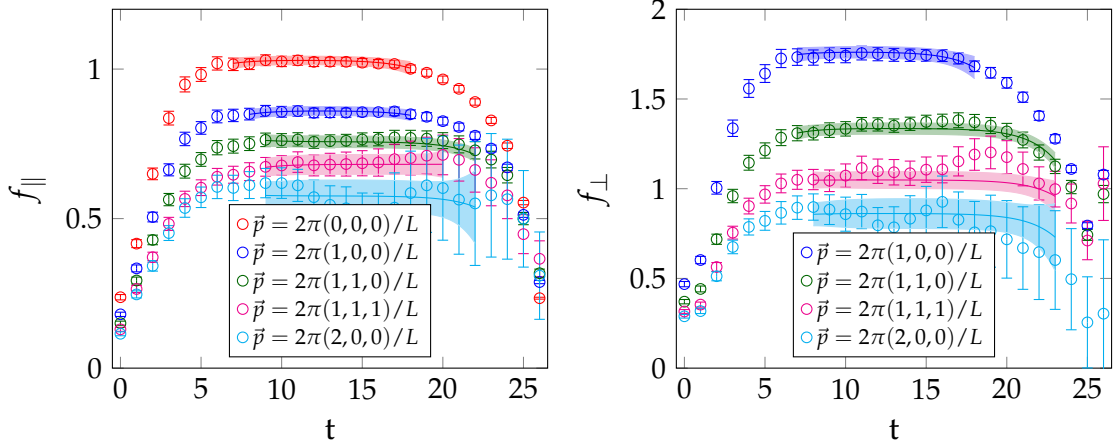 1
0.5
0
0 5 10 15 20 25
t
f∥
p⃗ = 2π(0,0,0)/L
p⃗ = 2π(1,0,0)/L
p⃗ = 2π(1,1,0)/L
p⃗ = 2π(1,1,1)/L
p⃗ = 2π(2,0,0)/L
2
1.5
1
0.5
0
0 5 10 15 20 25
t
f⊥
p⃗ = 2π(1,0,0)/L
p⃗ = 2π(1,1,0)/L
p⃗ = 2π(1,1,1)/L
p⃗ = 2π(2,0,0)/L